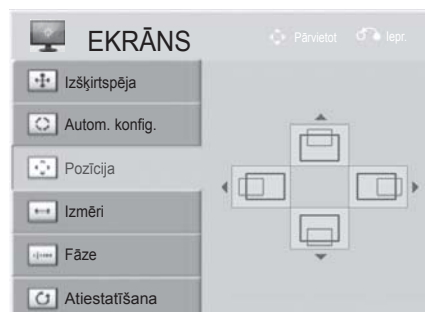 EKRĀNS
Pārvietot
Iepr.
Izšķirtspēja
Autom. konfig.
Pozīcija
Izmēri
Fāze
Atiestatīšana